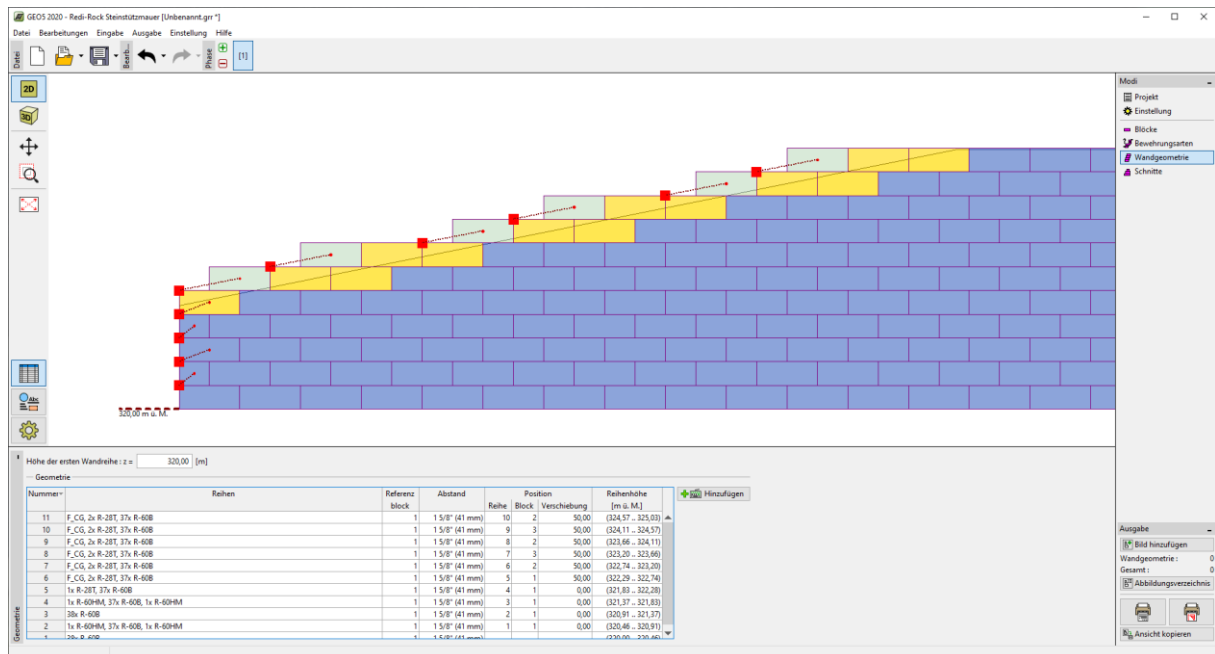 GEO5 2020 - Redi-Rock Steinstützmauer [Unbenannt.grr *]
Datei Bearbeitungen Eingabe Ausgabe Einstellung Hilfe
Datei
Bearb...
Phase
[1]
2D
3D
Abc
320,00 m ü. M.
Modi
Projekt
Einstellung
Blöcke
Bewehrungsarten
Wandgeometrie
Schnitte
Geometrie
Höhe der ersten Wandreihe : z = 320,00 [m]
Geometrie
Nummer Reihen Referenz block Abstand Position Reihe Block Verschiebung Reihenhöhe [m ü. M.]
11 F_CG, 2x R-28T, 37x R-60B 1 1 5/8" (41 mm) 10 2 50,00 (324,57 .. 325,03)
10 F_CG, 2x R-28T, 37x R-60B 1 1 5/8" (41 mm) 9 3 50,00 (324,11 .. 324,57)
9 F_CG, 2x R-28T, 37x R-60B 1 1 5/8" (41 mm) 8 2 50,00 (323,66 .. 324,11)
8 F_CG, 2x R-28T, 37x R-60B 1 1 5/8" (41 mm) 7 3 50,00 (323,20 .. 323,66)
7 F_CG, 2x R-28T, 37x R-60B 1 1 5/8" (41 mm) 6 2 50,00 (322,74 .. 323,20)
6 F_CG, 2x R-28T, 37x R-60B 1 1 5/8" (41 mm) 5 1 50,00 (322,29 .. 322,74)
5 1x R-28T, 37x R-60B 1 1 5/8" (41 mm) 4 1 0,00 (321,83 .. 322,28)
4 1x R-60HM, 37x R-60B, 1x R-60HM 1 1 5/8" (41 mm) 3 1 0,00 (321,37 .. 321,83)
3 38x R-60B 1 1 5/8" (41 mm) 2 1 0,00 (320,91 .. 321,37)
2 1x R-60HM, 37x R-60B, 1x R-60HM 1 1 5/8" (41 mm) 1 1 0,00 (320,46 .. 320,91)
Hinzufügen
Ausgabe
Bild hinzufügen
Wandgeometrie : 0
Gesamt : 0
Abbildungsverzeichnis
Ansicht kopieren